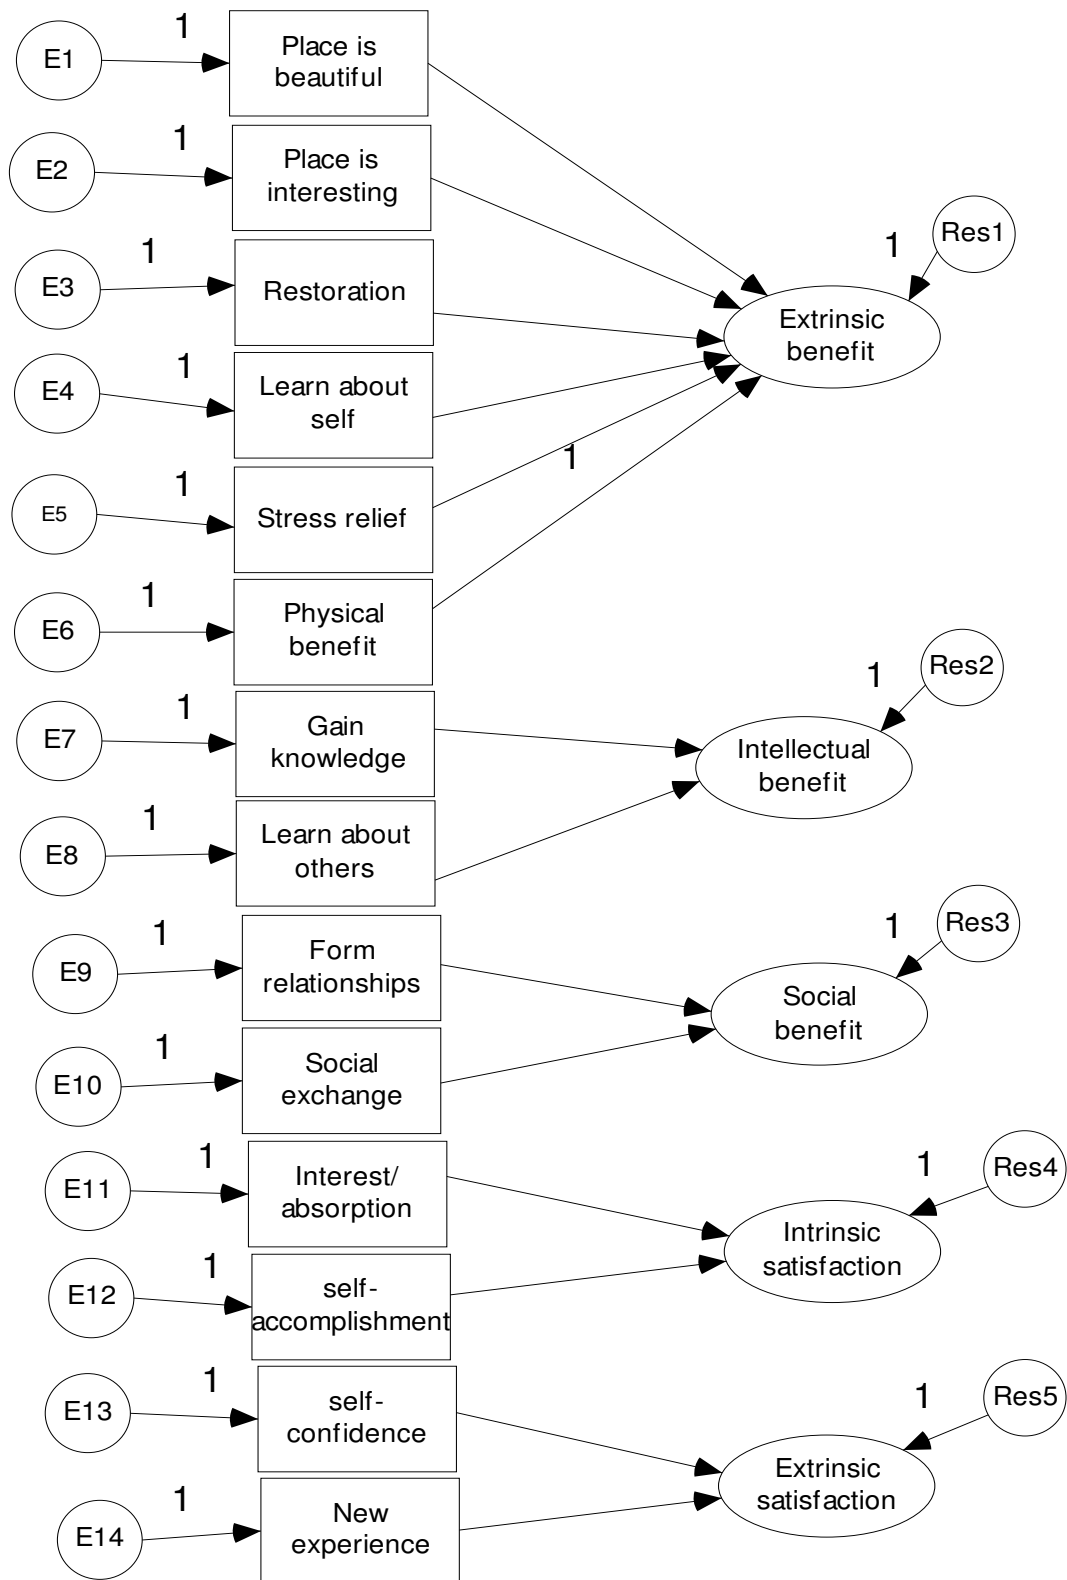 1
E1
Place is
beautiful
1
E2
Place is
interesting
Res1
1
1
E3
Restoration
Extrinsic
benefit
1
E4
Learn about
self
1
1
E5
Stress relief
1
E6
Physical
benefit
Res2
1
1
E7
Gain
knowledge
Intellectual
benefit
1
E8
Learn about
others
Res3
1
1
E9
Form
relationships
Social
benefit
1
E10
Social
exchange
1
E11
Interest/
absorption
Res4
1
Intrinsic
satisfaction
1
E12
self-
accomplishment
1
E13
self-
confidence
Res5
1
Extrinsic
satisfaction
1
E14
New
experience